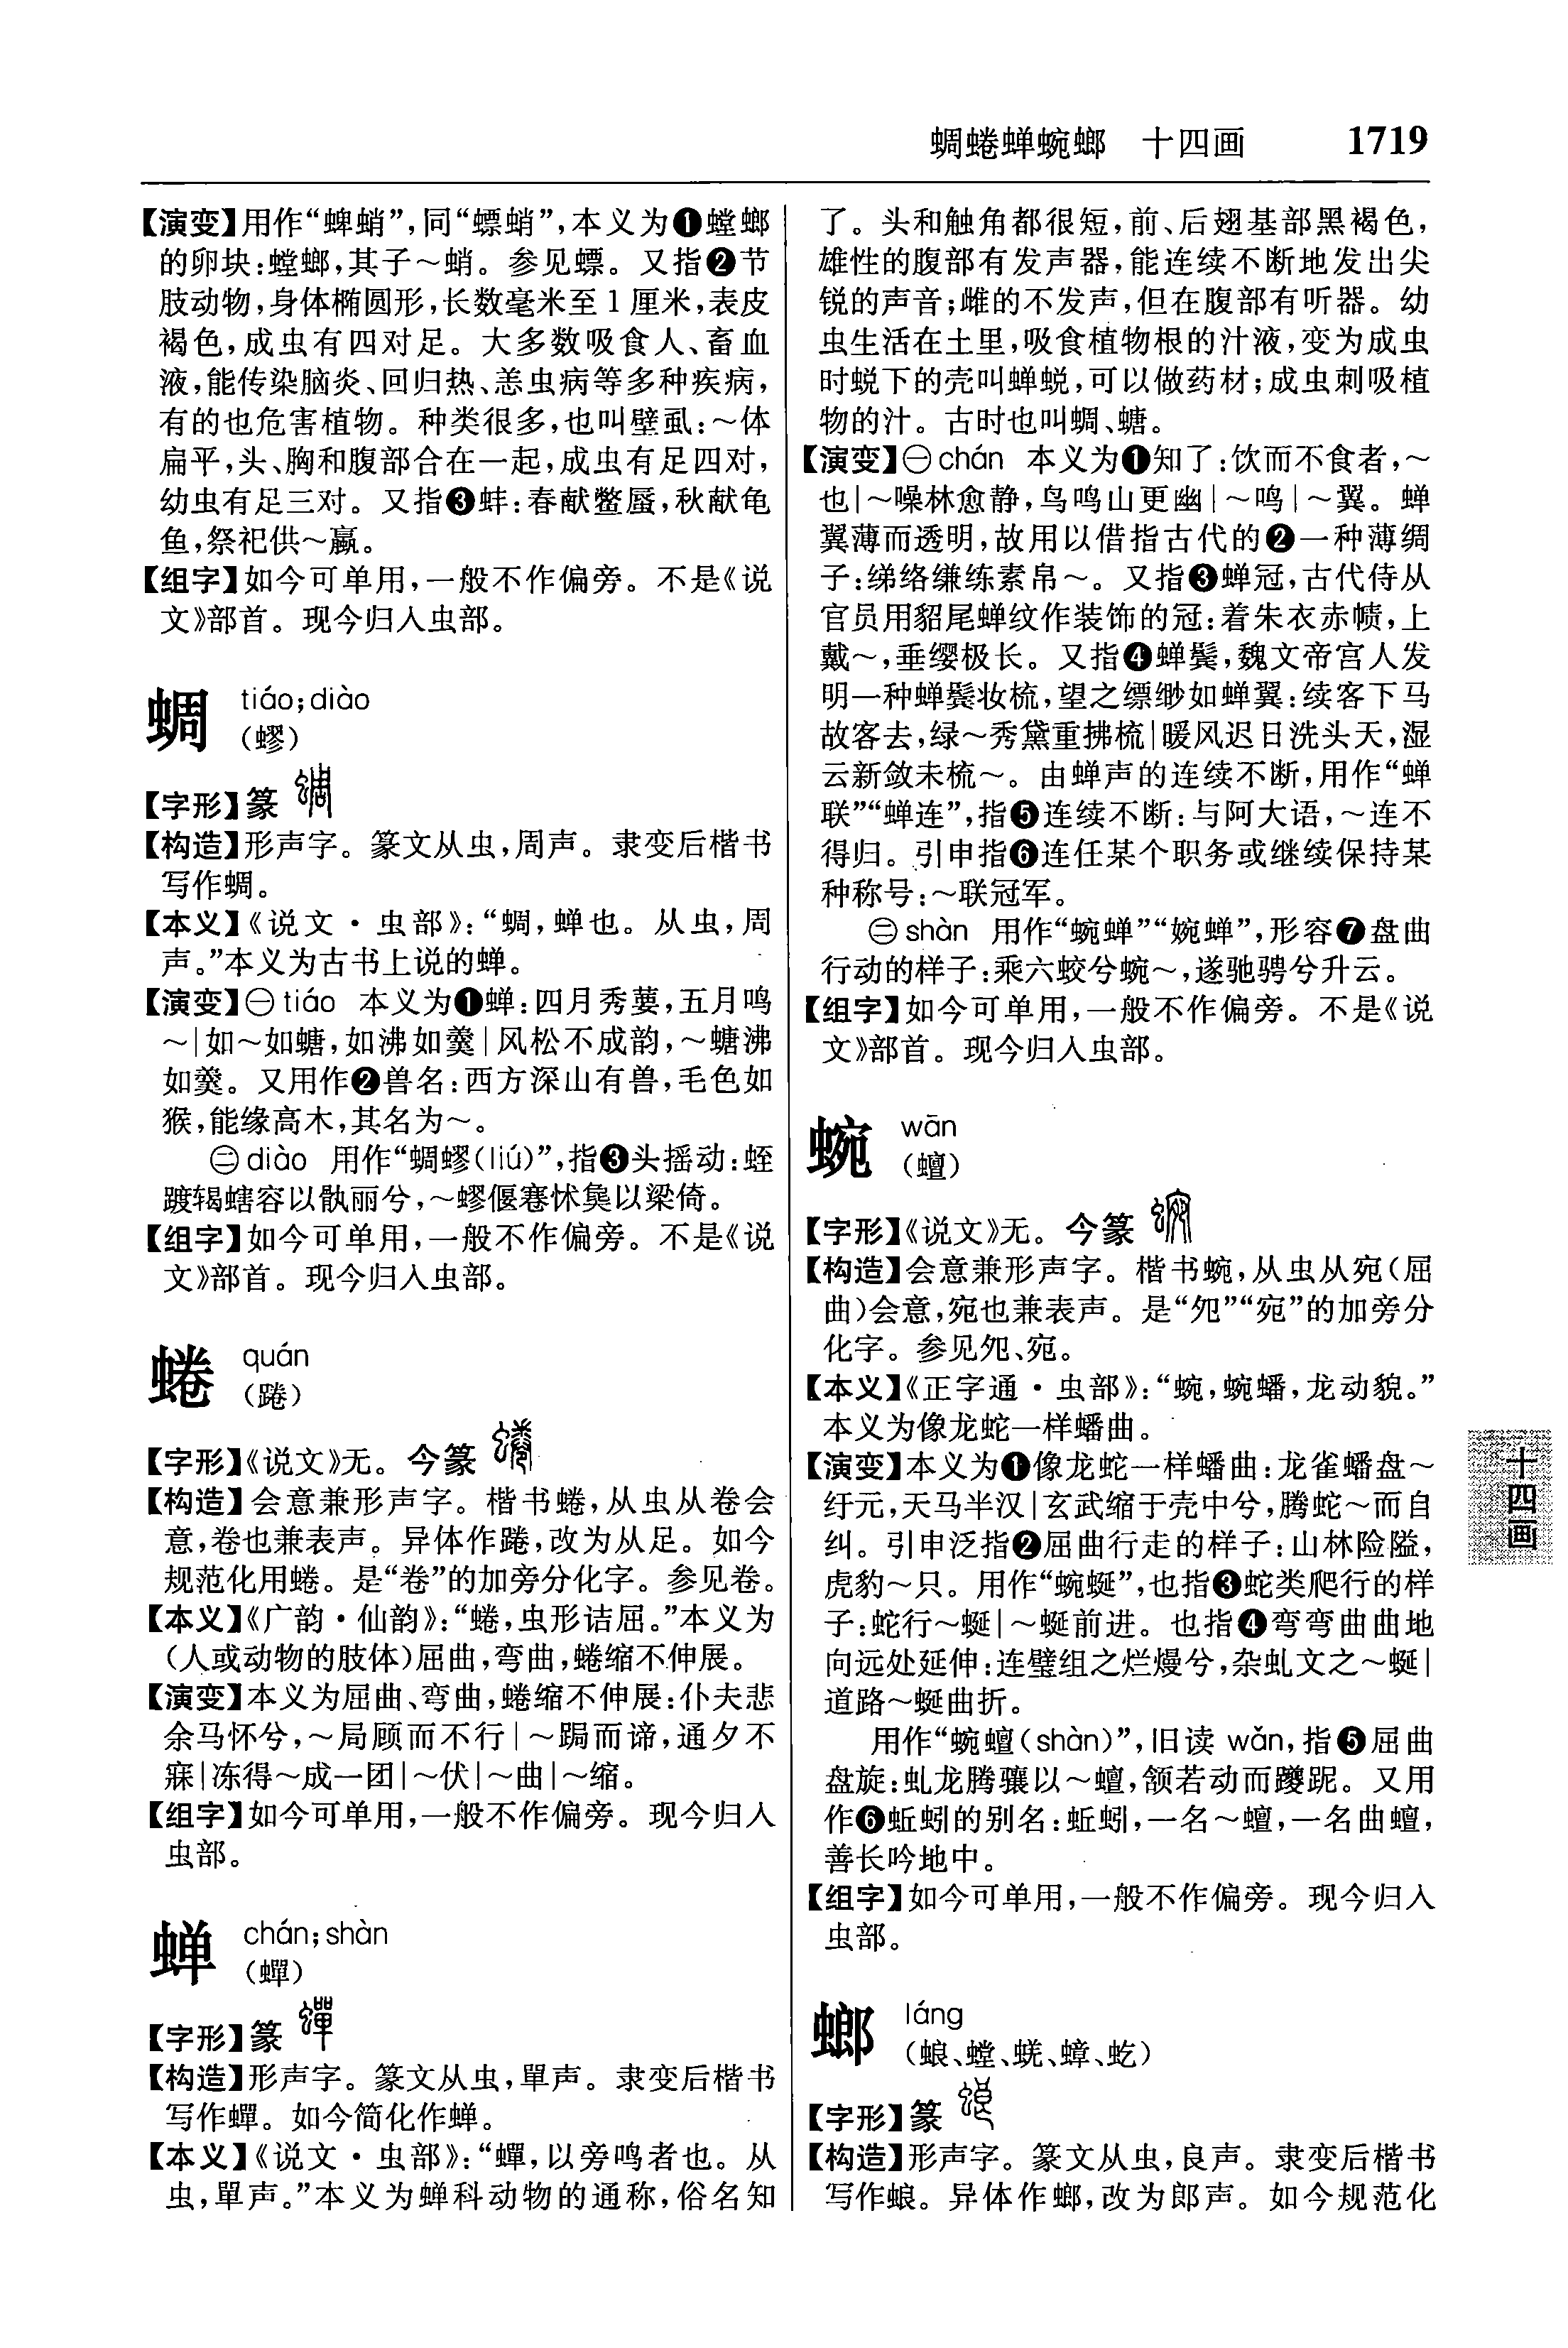 蜩蜷蝉蜿螂　十四画　1719
【演变】用作“蜱蛸”,同“螵蛸”,本义为❶螳螂
的卵块:螳螂,其子～蛸。参见螵。又指❷节
肢动物,身体椭圆形,长数毫米至1厘米,表皮
褐色,成虫有四对足。大多数吸食人、畜血
液,能传染脑炎、回归热、恙虫病等多种疾病,
有的也危害植物。种类很多,也叫壁虱:～体
扁平,头、胸和腹部合在一起,成虫有足四对,
幼虫有足三对。又指❸蚌:春献鳖蜃,秋献龟
鱼,祭祀供～蠃。
【组字】如今可单用,一般不作偏旁。不是《说
文》部首。现今归入虫部。
蜩 tiáo;diào
(蟉)
【字形】篆
【构造】形声字。篆文从虫,周声。隶变后楷书
写作蜩。
【本义】《说文·虫部》:“蜩,蝉也。从虫,周
声。”本义为古书上说的蝉。
【演变】㊀tiáo 本义为❶蝉:四月秀葽,五月鸣
～|如～如螗,如沸如羹|风松不成韵,～螗沸
如羹。又用作❷兽名:西方深山有兽,毛色如
猴,能缘高木,其名为～。
㊁diào 用作“蜩蟉(liú)”,指❸头摇动:蛭
踱䡓螛容以骩丽兮,～蟉偃蹇怵㚟以梁倚。
【组字】如今可单用,一般不作偏旁。不是《说
文》部首。现今归入虫部。
蜷 quán
(踡)
【字形】《说文》无。今篆
【构造】会意兼形声字。楷书蜷,从虫从卷会
意,卷也兼表声。异体作踡,改为从足。如今
规范化用蜷。是“卷”的加旁分化字。参见卷。
【本义】《广韵·仙韵》:“蜷,虫形诘屈。”本义为
(人或动物的肢体)屈曲,弯曲,蜷缩不伸展。
【演变】本义为屈曲、弯曲,蜷缩不伸展:仆夫悲
余马怀兮,～局顾而不行|～跼而谛,通夕不
寐|冻得～成一团|～伏|～曲|～缩。
【组字】如今可单用,一般不作偏旁。现今归入
虫部。
蝉 chán;shàn
(蟬)
【字形】篆
【构造】形声字。篆文从虫,單声。隶变后楷书
写作蟬。如今简化作蝉。
【本义】《说文·虫部》:“蟬,以旁鸣者也。从
虫,單声。”本义为蝉科动物的通称,俗名知
了。头和触角都很短,前、后翅基部黑褐色,
雄性的腹部有发声器,能连续不断地发出尖
锐的声音;雌的不发声,但在腹部有听器。幼
虫生活在土里,吸食植物根的汁液,变为成虫
时蜕下的壳叫蝉蜕,可以做药材;成虫刺吸植
物的汁。古时也叫蜩、螗。
【演变】㊀chán 本义为❶知了:饮而不食者,～
也|～噪林愈静,鸟鸣山更幽|～鸣|～翼。蝉
翼薄而透明,故用以借指古代的❷一种薄绸
子:绨络缣练素帛～。又指❸蝉冠,古代侍从
官员用貂尾蝉纹作装饰的冠:着朱衣赤帻,上
戴～,垂缨极长。又指❹蝉鬓,魏文帝宫人发
明一种蝉鬓妆梳,望之缥缈如蝉翼:续客下马
故客去,绿～秀黛重拂梳|暖风迟日洗头天,湿
云新敛未梳～。由蝉声的连续不断,用作“蝉
联”“蝉连”,指❺连续不断:与阿大语,～连不
得归。引申指❻连任某个职务或继续保持某
种称号:～联冠军。
㊁shàn 用作“蜿蝉”“婉蝉”,形容❼盘曲
行动的样子:乘六蛟兮蜿～,遂驰骋兮升云。
【组字】如今可单用,一般不作偏旁。不是《说
文》部首。现今归入虫部。
蜿 wān
(蟺)
【字形】《说文》无。今篆
【构造】会意兼形声字。楷书蜿,从虫从宛(屈
曲)会意,宛也兼表声。是“夗”“宛”的加旁分
化字。参见夗、宛。
【本义】《正字通·虫部》:“蜿,蜿蟠,龙动貌。”
本义为像龙蛇一样蟠曲。
【演变】本义为❶像龙蛇一样蟠曲:龙雀蟠盘～
纡元,天马半汉|玄武缩于壳中兮,腾蛇～而自
纠。引申泛指❷屈曲行走的样子:山林险隘,
虎豹～只。用作“蜿蜒”,也指❸蛇类爬行的样
子:蛇行～蜒|～蜒前进。也指❹弯弯曲曲地
向远处延伸:连璧组之烂熳兮,杂虬文之～蜒|
道路～蜒曲折。
用作“蜿蟺(shàn)”,旧读 wǎn,指❺屈曲
盘旋:虬龙腾骧以～蟺,颔若动而躨跜。又用
作❻蚯蚓的别名:蚯蚓,一名～蟺,一名曲蟺,
善长吟地中。
【组字】如今可单用,一般不作偏旁。现今归入
虫部。
螂 láng
(蜋、螳、蜣、蟑、虼)
【字形】篆
【构造】形声字。篆文从虫,良声。隶变后楷书
写作蜋。异体作螂,改为郎声。如今规范化
十四画